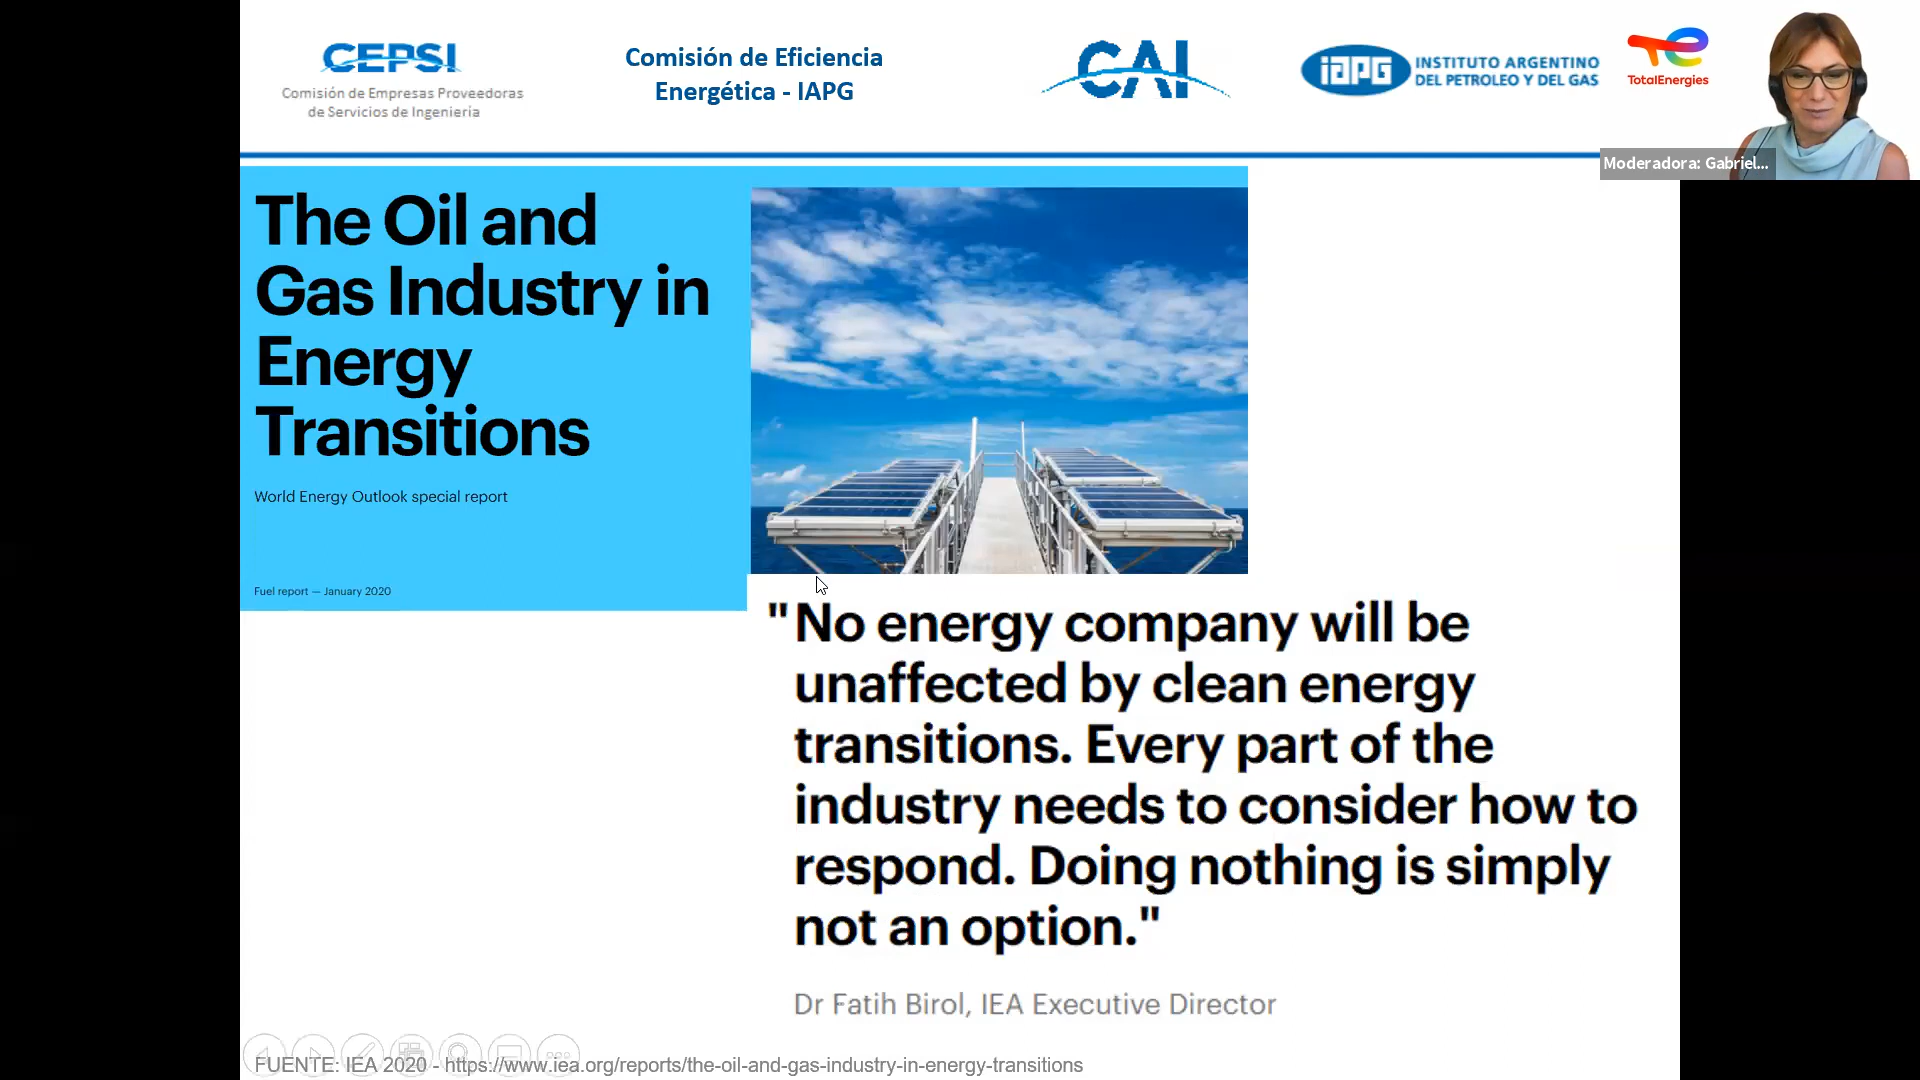 CEPSI
Comisión de Empresas Proveedoras
de Servicios de Ingeniería
Comisión de Eficiencia
Energética - IAPG
CAI
iAPG
INSTITUTO ARGENTINO
DEL PETROLEO Y DEL GAS
TotalEnergies
Moderadora: Gabriel...
The Oil and
Gas Industry in
Energy
Transitions
World Energy Outlook special report
Fuel report — January 2020
"No energy company will be
unaffected by clean energy
transitions. Every part of the
industry needs to consider how to
respond. Doing nothing is simply
not an option."
Dr Fatih Birol, IEA Executive Director
FUENTE: IEA 2020 - https://www.iea.org/reports/the-oil-and-gas-industry-in-energy-transitions